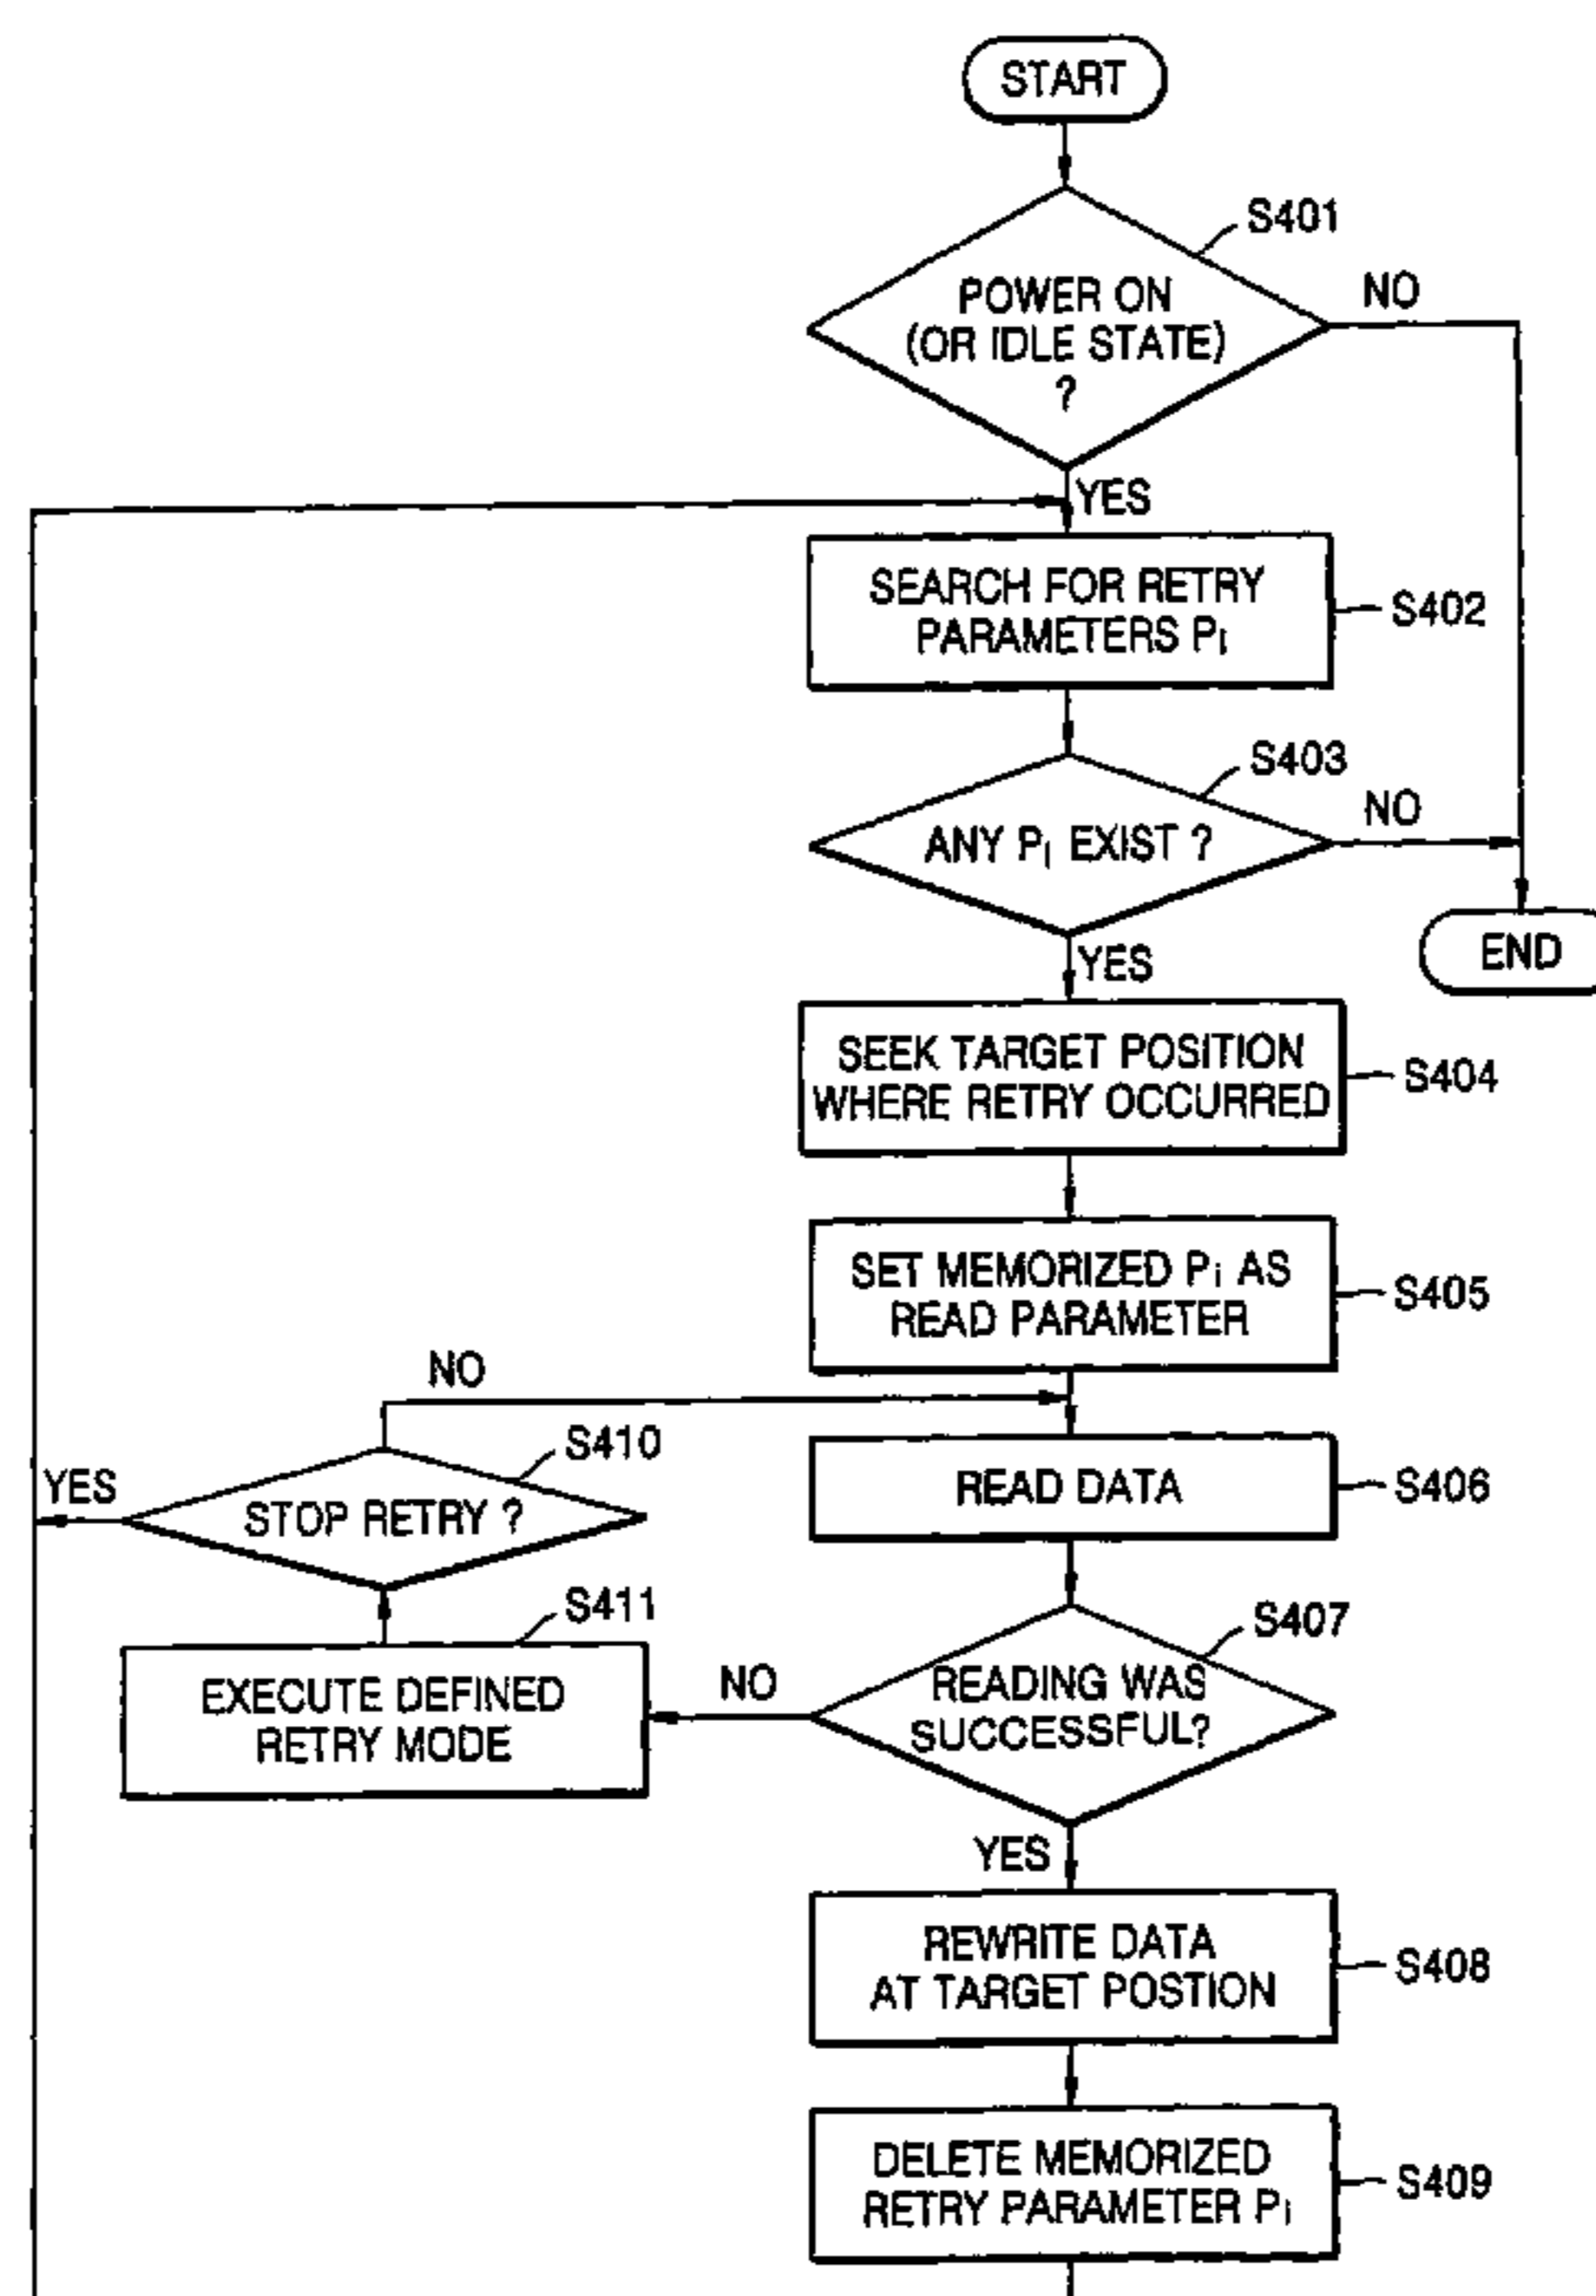 START
S401
POWER ON
(OR IDLE STATE)
?
NO
YES
SEARCH FOR RETRY
PARAMETERS Pi
S402
S403
ANY Pi EXIST ?
NO
YES
END
SEEK TARGET POSITION
WHERE RETRY OCCURRED
S404
SET MEMORIZED Pi AS
READ PARAMETER
S405
NO
S410
YES
STOP RETRY ?
READ DATA
S406
S411
EXECUTE DEFINED
RETRY MODE
NO
S407
READING WAS
SUCCESSFUL?
YES
REWRITE DATA
AT TARGET POSTION
S408
DELETE MEMORIZED
RETRY PARAMETER Pi
S409